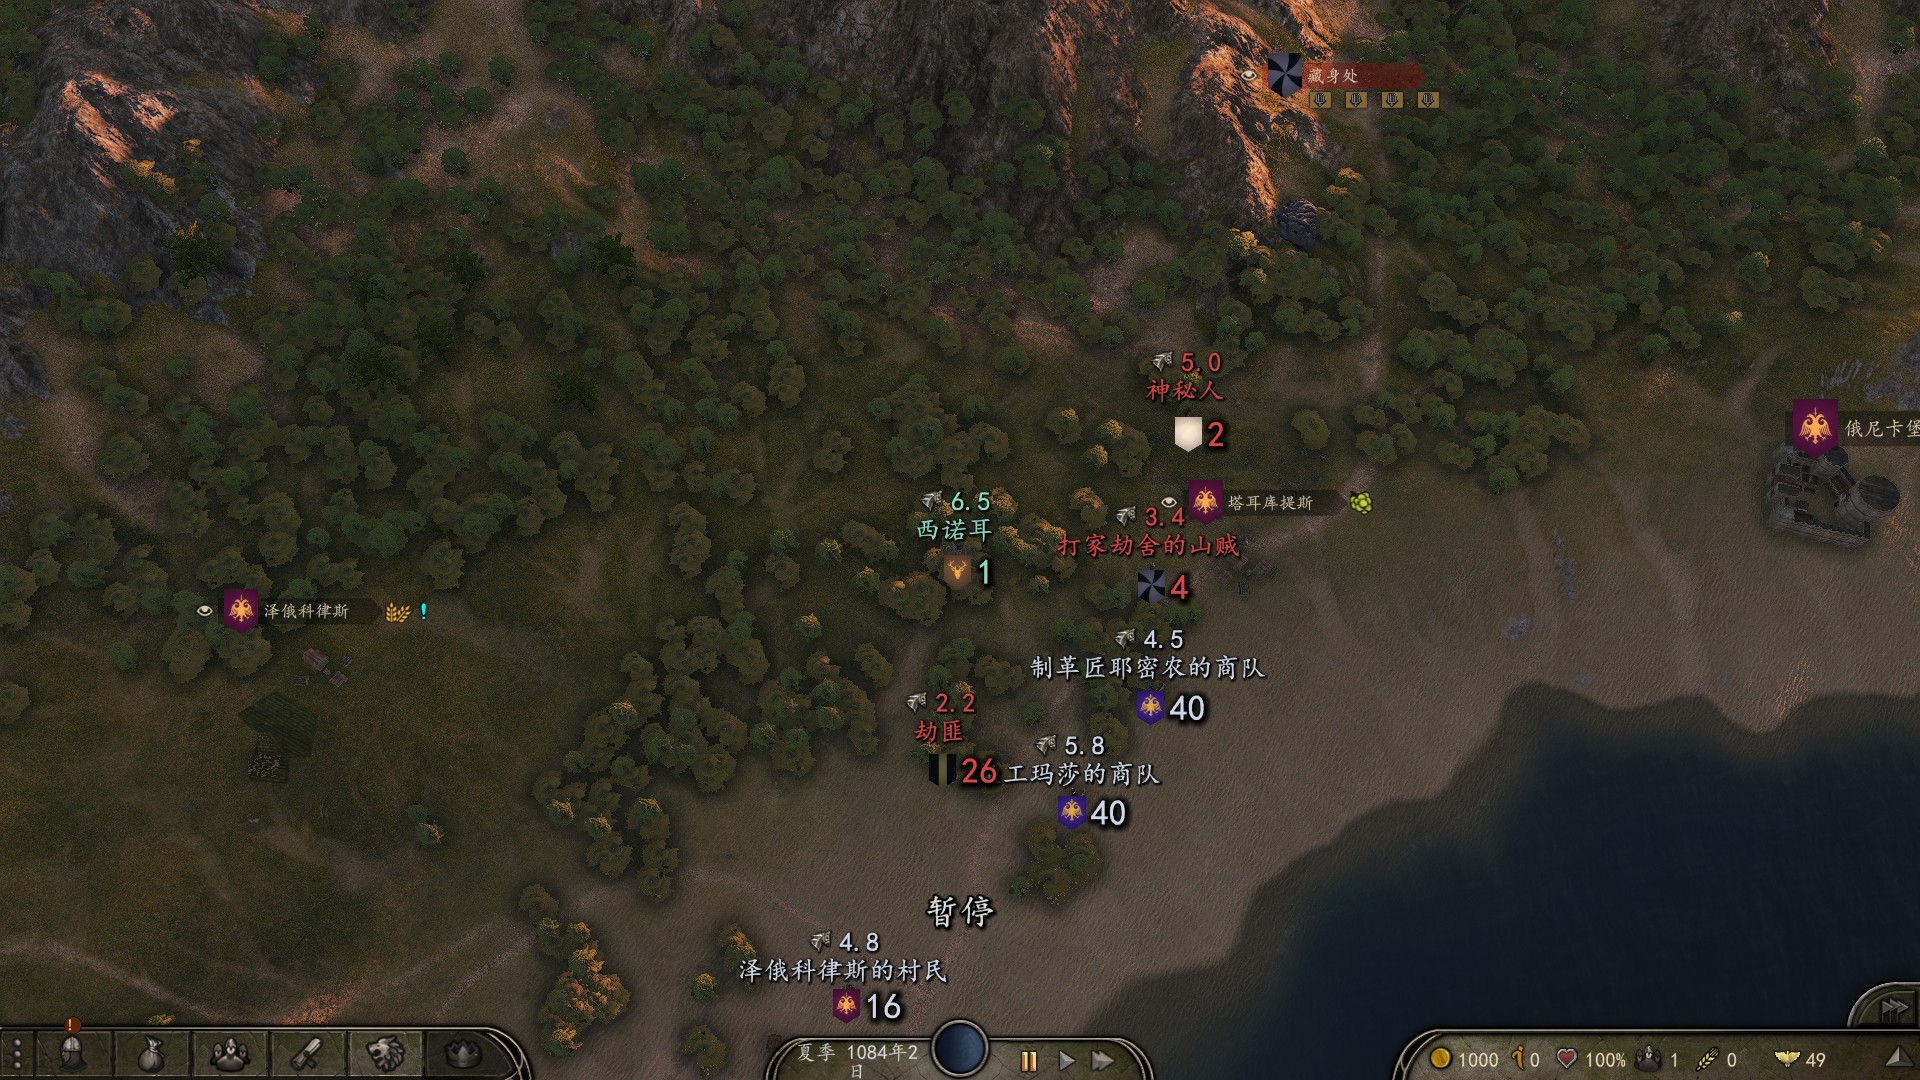 藏身处
5.0
神秘人
2
俄尼卡堡
6.5
西诺耳
1
塔耳库提斯
3.4
打家劫舍的山贼
4
泽俄科律斯
!
4.5
制革匠耶密农的商队
40
2.2
劫匪
26
5.8
工玛莎的商队
40
暂停
4.8
泽俄科律斯的村民
16
!
夏季 1084年2
日
1000 0 100% 1 0 49